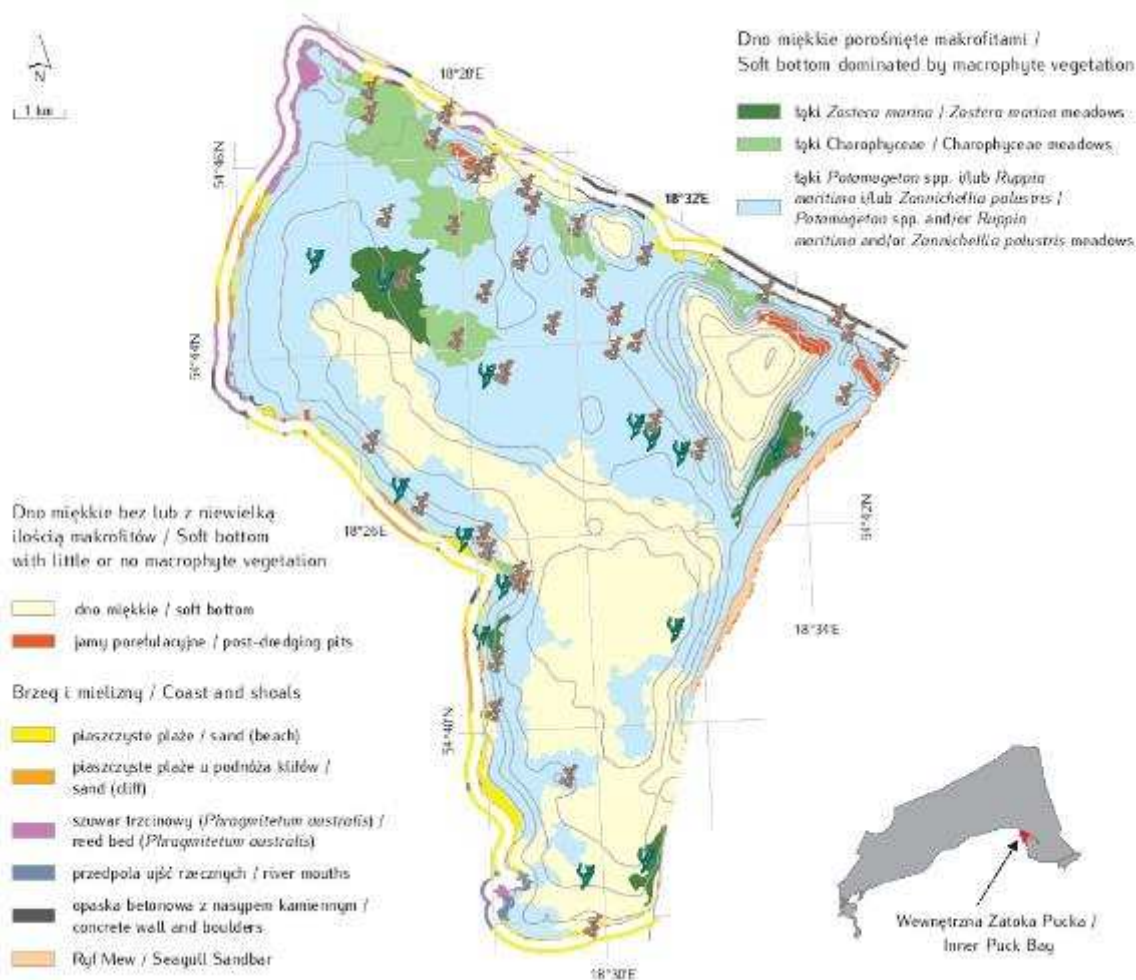 N
1 km
18°28'E
54°46'N
18°32'E
54°44'N
18°26'E
54°42'N
18°34'E
54°40'N
18°30'E
Dno miękkie porośnięte makrofitami /
Soft bottom dominated by macrophyte vegetation
łąki Zostera marina / Zostera marina meadows
łąki Charophyceae / Charophyceae meadows
łąki Potamogeton spp. i/lub Ruppia
maritima i/lub Zannichellia palustris /
Potamogeton spp. and/or Ruppia
maritima and/or Zannichellia palustris meadows
Dno miękkie bez lub z niewielką
ilością makrofitów / Soft bottom
with little or no macrophyte vegetation
dno miękkie / soft bottom
jamy porefulacyjne / post-dredging pits
Brzeg i mielizny / Coast and shoals
piaszczyste plaże / sand (beach)
piaszczyste plaże u podnóża klifów /
sand (cliff)
szuwar trzcinowy (Phragmitetum australis) /
reed bed (Phragmitetum australis)
przedpola ujść rzecznych / river mouths
opaska betonowa z nasypem kamiennym /
concrete wall and boulders
Ryf Mew / Seagull Sandbar
Wewnętrzna Zatoka Pucka /
Inner Puck Bay